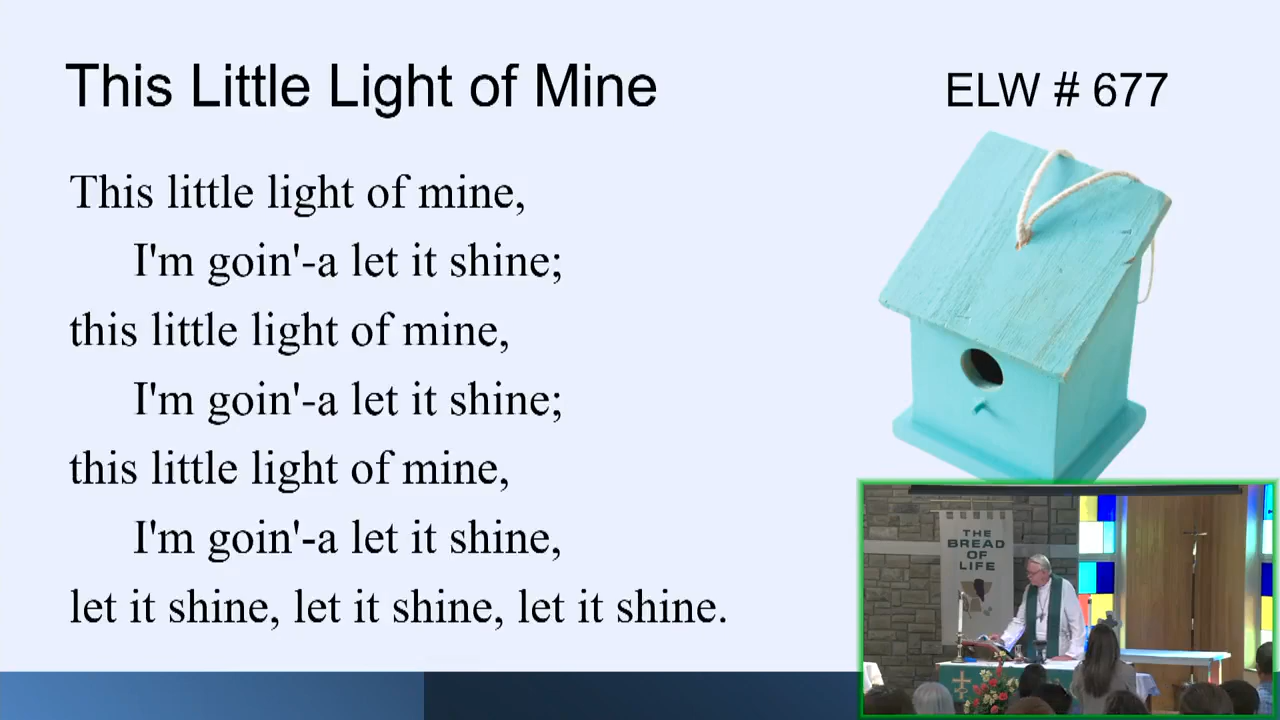 This Little Light of Mine
ELW # 677
This little light of mine,
I'm goin'-a let it shine;
this little light of mine,
I'm goin'-a let it shine;
this little light of mine,
I'm goin'-a let it shine,
let it shine, let it shine, let it shine.
THE
BREAD
OF
LIFE